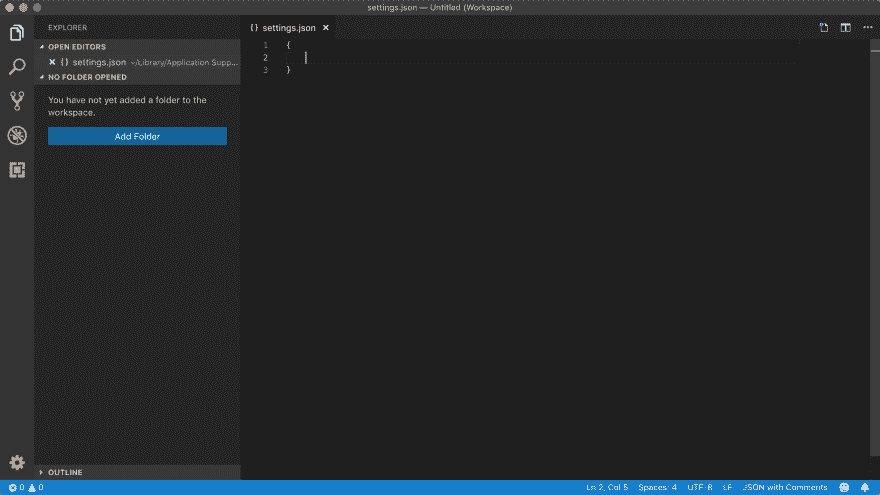 settings.json — Untitled (Workspace)
EXPLORER
OPEN EDITORS
{} settings.json ~/Library/Application Supp...
NO FOLDER OPENED
You have not yet added a folder to the
workspace.
Add Folder
OUTLINE
{} settings.json
1 {
2
3 }
0 0
Ln 2, Col 5 Spaces: 4 UTF-8 LF JSON with Comments